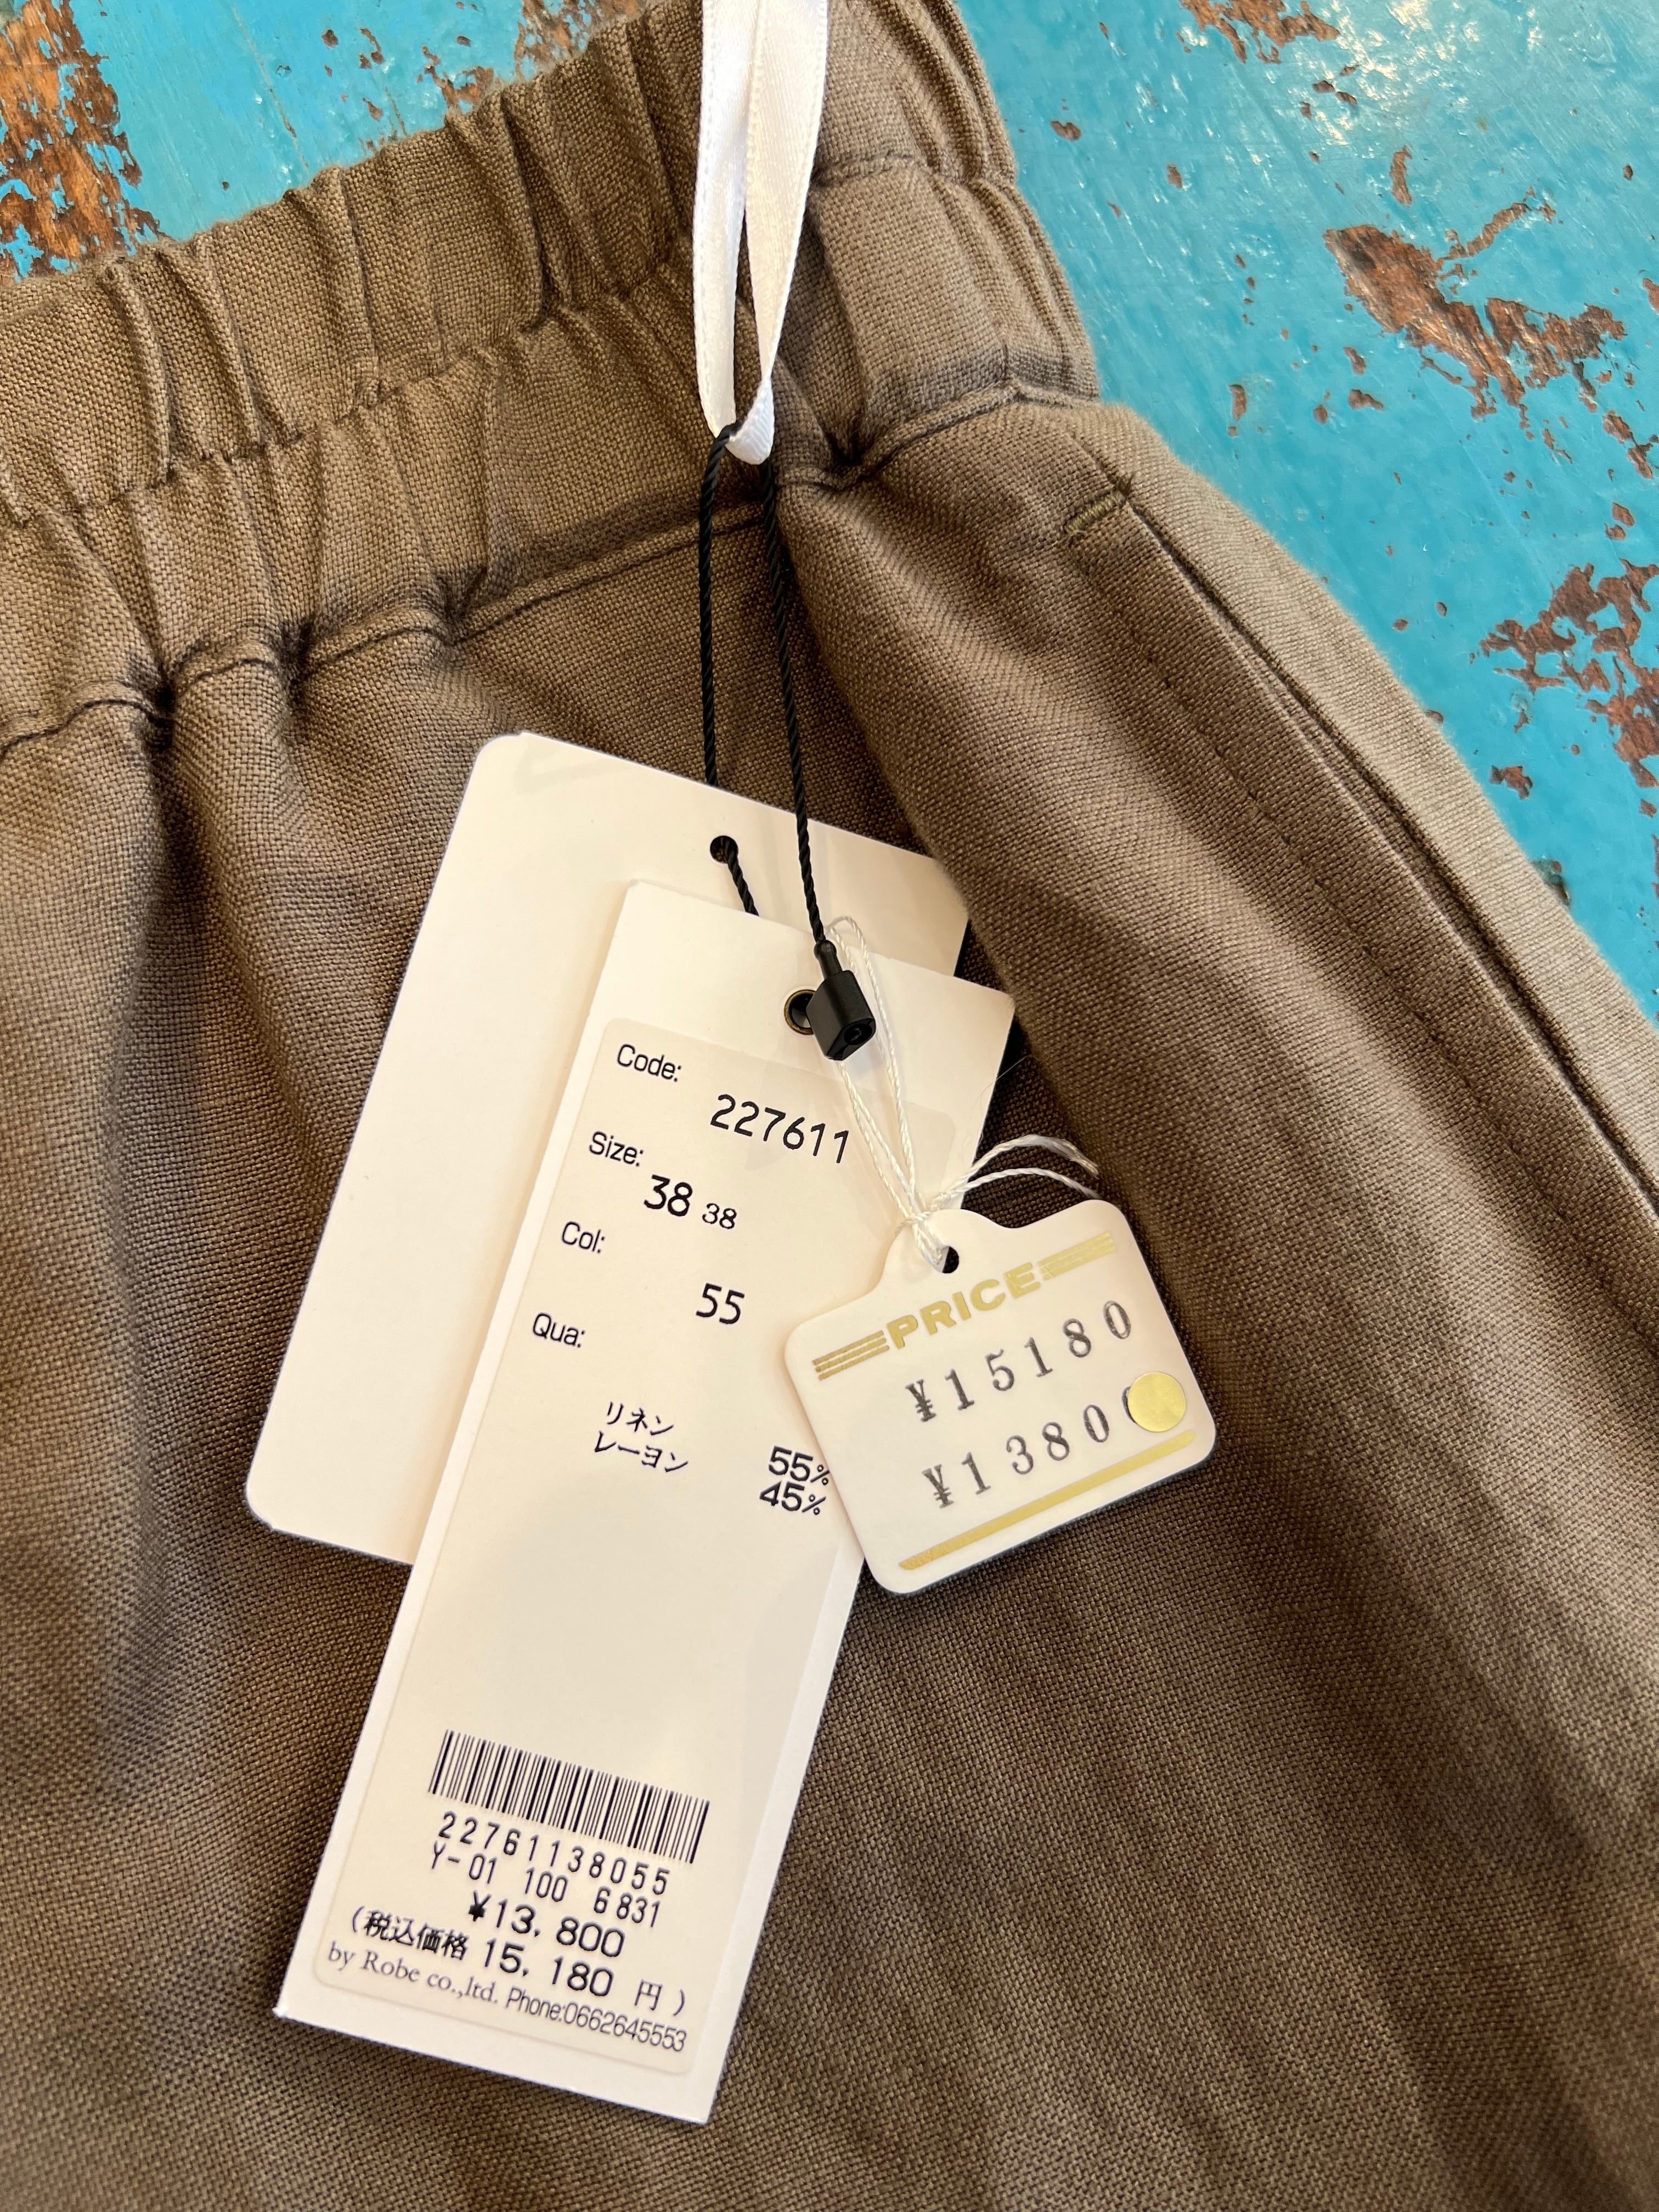 Code:
227611
Size:
38 38
Col:
55
Qua:
リネン 55%
レーヨン 45%
22761138055
Y-01 100 6831
¥13,800
(税込価格 15,180 円)
by Robe co.,ltd. Phone:0662645553
PRICE
¥15180
¥1380